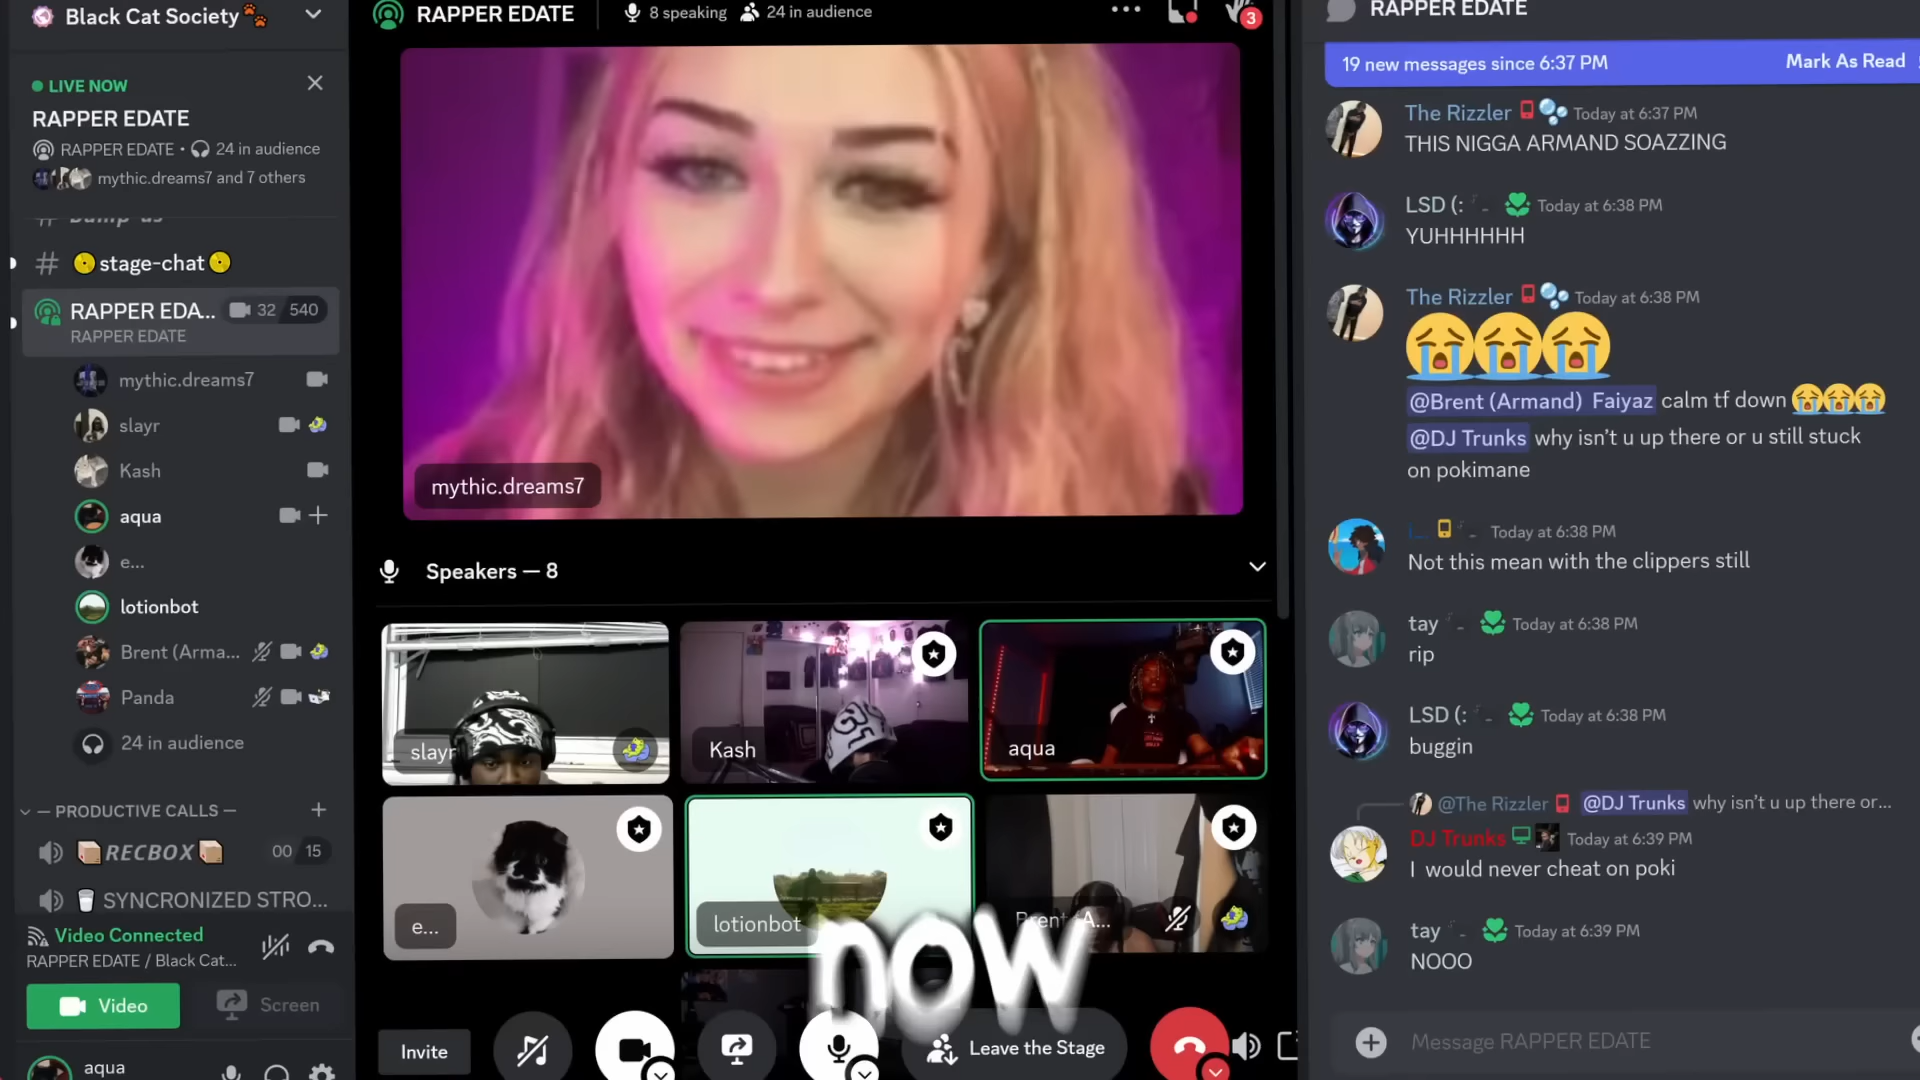 Black Cat Society
LIVE NOW
RAPPER EDATE
RAPPER EDATE • 24 in audience
mythic.dreams7 and 7 others
# stage-chat
RAPPER EDA... 32 540
RAPPER EDATE
mythic.dreams7
slayr
Kash
aqua
e...
lotionbot
Brent (Arma...
Panda
24 in audience
— PRODUCTIVE CALLS —
RECBOX 00 15
SYNCRONIZED STRO...
Video Connected
RAPPER EDATE / Black Cat...
Video
Screen
aqua
RAPPER EDATE
8 speaking 24 in audience
3
mythic.dreams7
Speakers — 8
slayr
Kash
aqua
e...
lotionbot
now
Invite
Leave the Stage
RAPPER EDATE
19 new messages since 6:37 PM Mark As Read
The Rizzler Today at 6:37 PM
THIS NIGGA ARMAND SOAZZING
LSD (: Today at 6:38 PM
YUHHHHHH
The Rizzler Today at 6:38 PM
😭😭😭
@Brent (Armand) Faiyaz calm tf down 😭😭😭
@DJ Trunks why isn't u up there or u still stuck
on pokimane
Today at 6:38 PM
Not this mean with the clippers still
tay Today at 6:38 PM
rip
LSD (: Today at 6:38 PM
buggin
@The Rizzler @DJ Trunks why isn't u up there or...
DJ Trunks Today at 6:39 PM
I would never cheat on poki
tay Today at 6:39 PM
NOOO
Message RAPPER EDATE